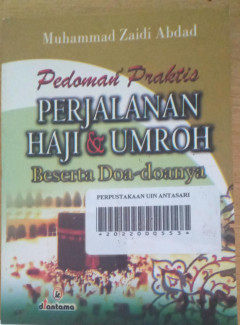 Muhammad Zaidi Abdad
Pedoman Praktis
PERJALANAN
HAJI & UMROH
Beserta Doa-doanya
PERPUSTAKAAN UIN ANTASARI
diantama